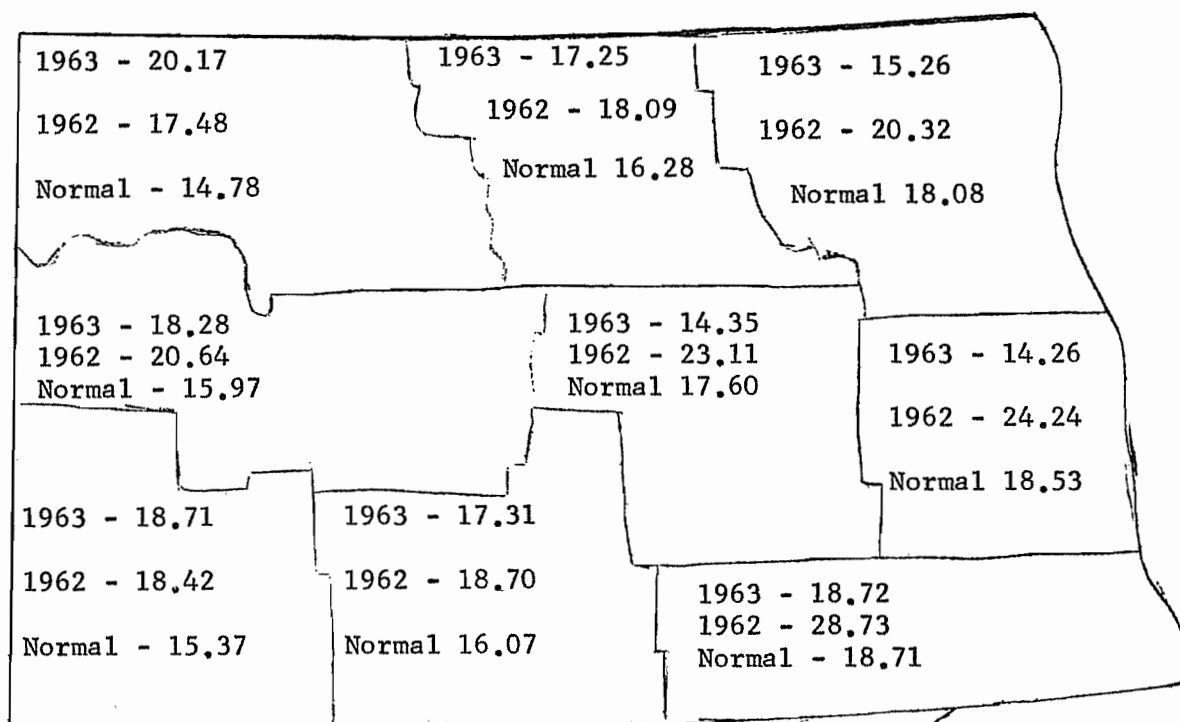 1963 - 20.17
1962 - 17.48
Normal - 14.78
1963 - 17.25
1962 - 18.09
Normal 16.28
1963 - 15.26
1962 - 20.32
Normal 18.08
1963 - 18.28
1962 - 20.64
Normal - 15.97
1963 - 14.35
1962 - 23.11
Normal 17.60
1963 - 14.26
1962 - 24.24
Normal 18.53
1963 - 18.71
1962 - 18.42
Normal - 15.37
1963 - 17.31
1962 - 18.70
Normal 16.07
1963 - 18.72
1962 - 28.73
Normal - 18.71